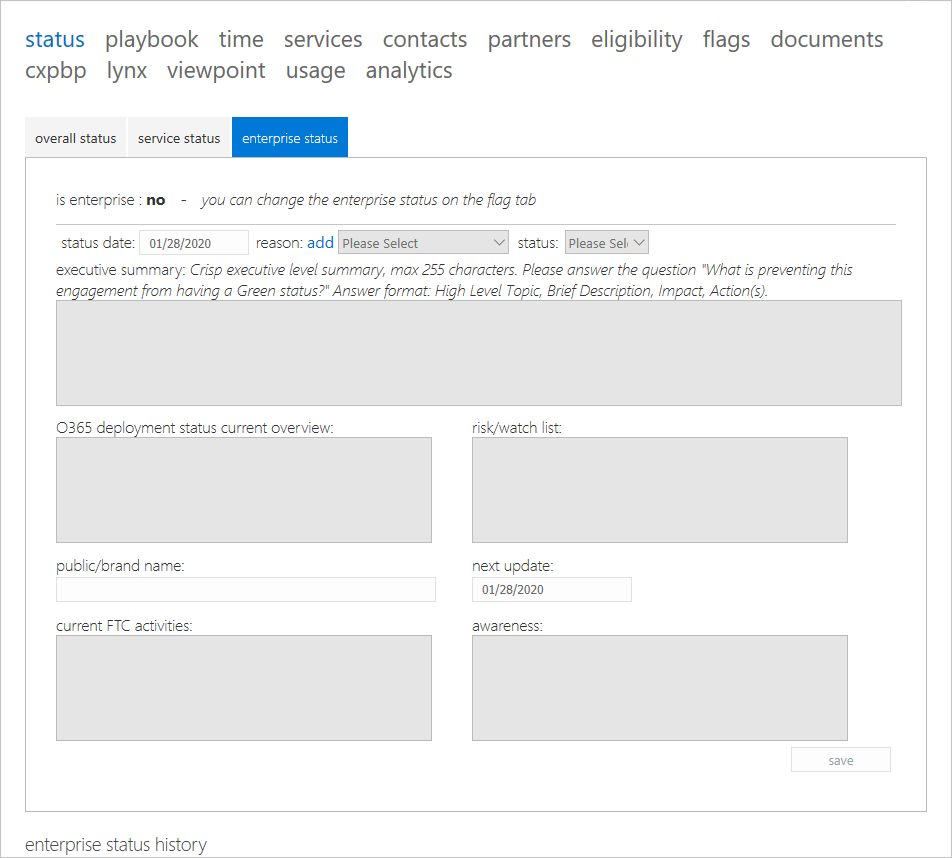 status playbook time services contacts partners eligibility flags documents
cxpbp lynx viewpoint usage analytics
overall status service status enterprise status
is enterprise : no - you can change the enterprise status on the flag tab
status date: 01/28/2020 reason: add Please Select status: Please Sel
executive summary: Crisp executive level summary, max 255 characters. Please answer the question "What is preventing this
engagement from having a Green status?" Answer format: High Level Topic, Brief Description, Impact, Action(s).
O365 deployment status current overview: risk/watch list:
public/brand name: next update:
01/28/2020
current FTC activities: awareness:
save
enterprise status history